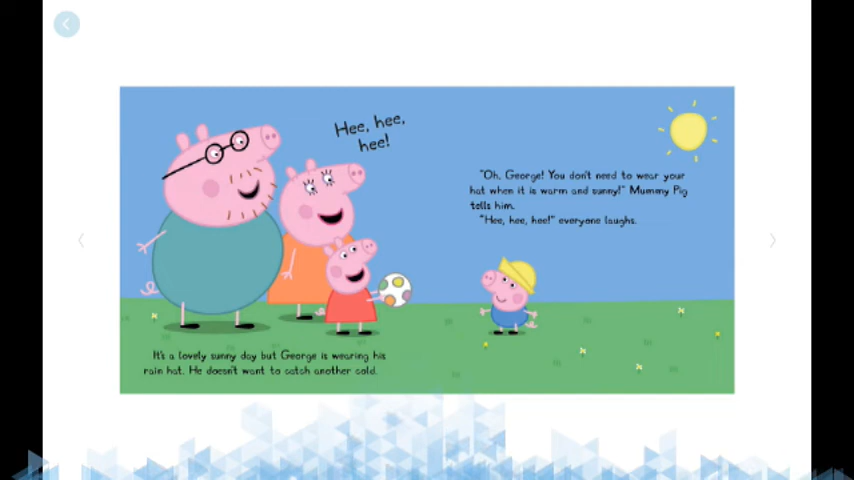 Hee, hee,
hee!
It's a lovely sunny day but George is wearing his
rain hat. He doesn't want to catch another cold.
"Oh, George! You don't need to wear your
hat when it is warm and sunny!" Mummy Pig
tells him.
"Hee, hee, hee!" everyone laughs.